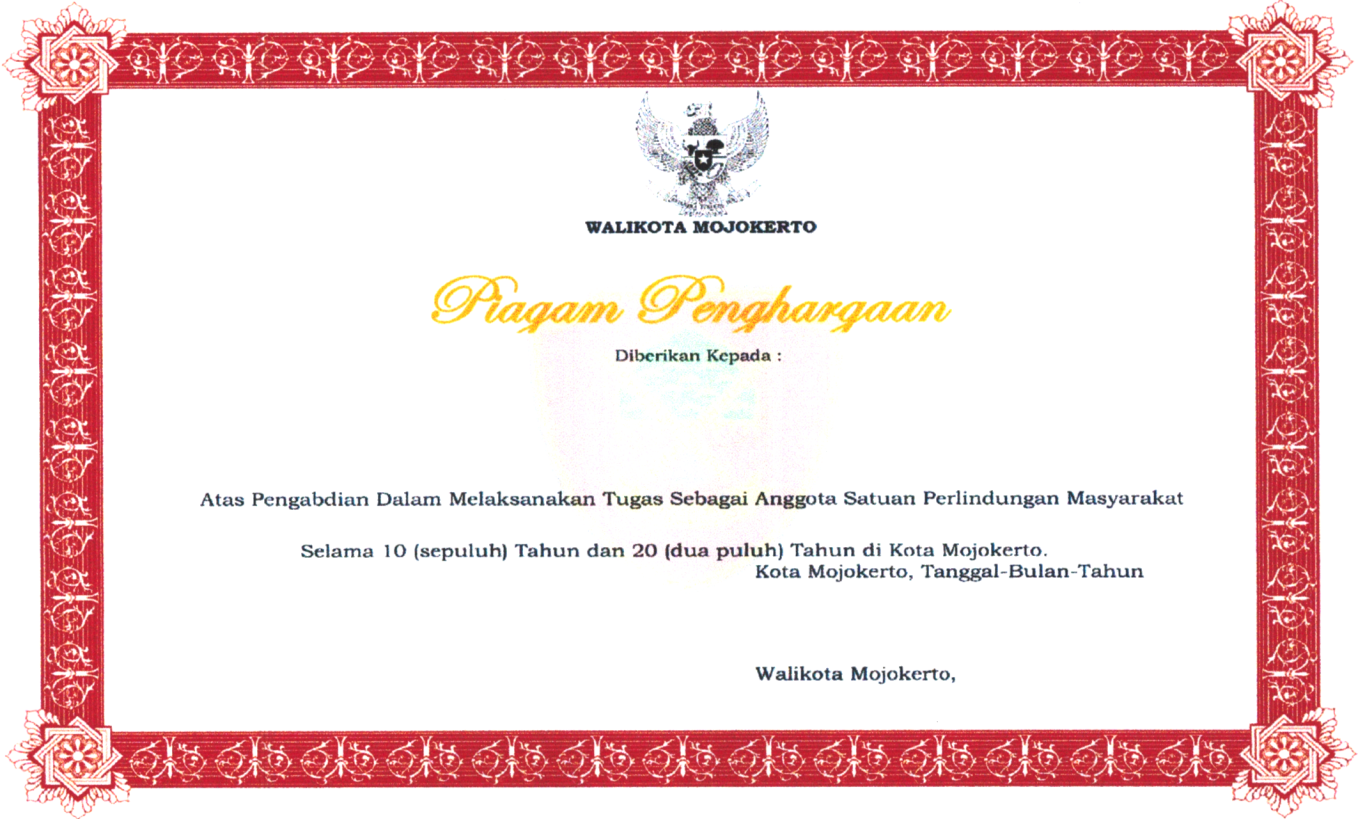 WALIKOTA MOJOKERTO
Piagam Penghargaan
Diberikan Kepada :
Atas Pengabdian Dalam Melaksanakan Tugas Sebagai Anggota Satuan Perlindungan Masyarakat
Selama 10 (sepuluh) Tahun dan 20 (dua puluh) Tahun di Kota Mojokerto.
Kota Mojokerto, Tanggal-Bulan-Tahun
Walikota Mojokerto,